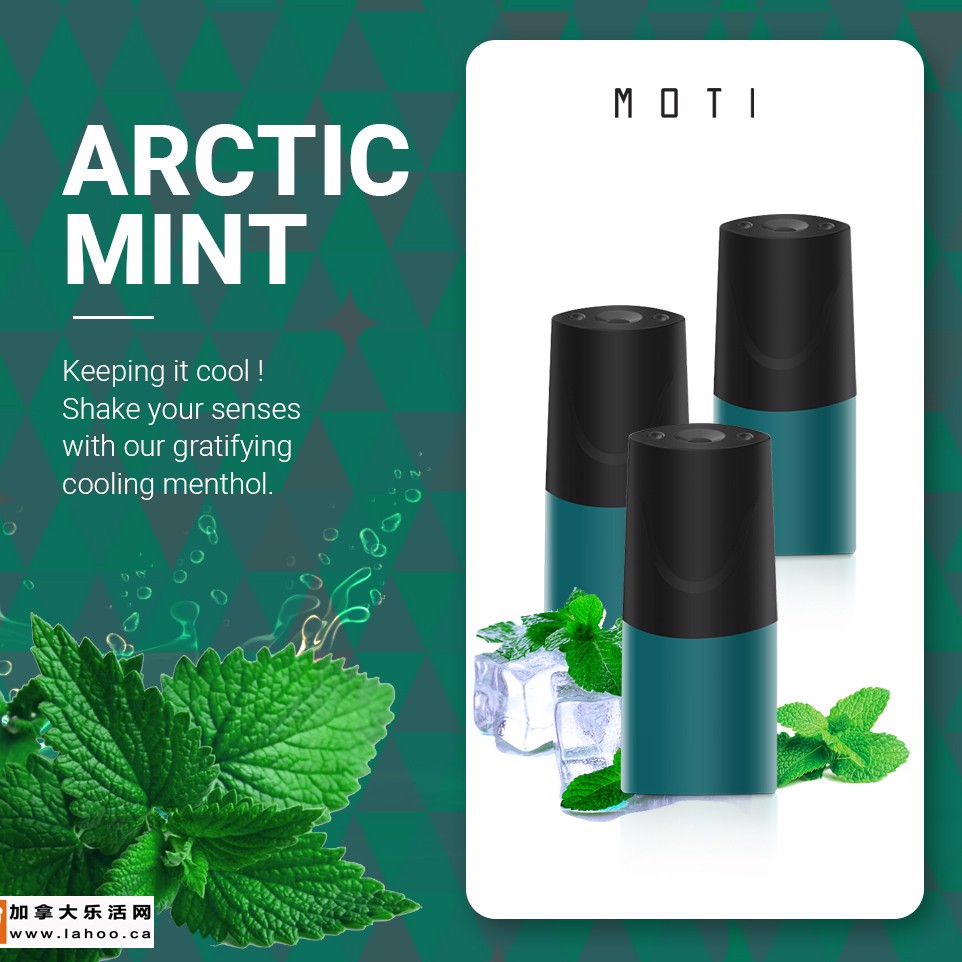 MOTI
ARCTIC
MINT
Keeping it cool !
Shake your senses
with our gratifying
cooling menthol.
加拿大乐活网
www.lahoo.ca